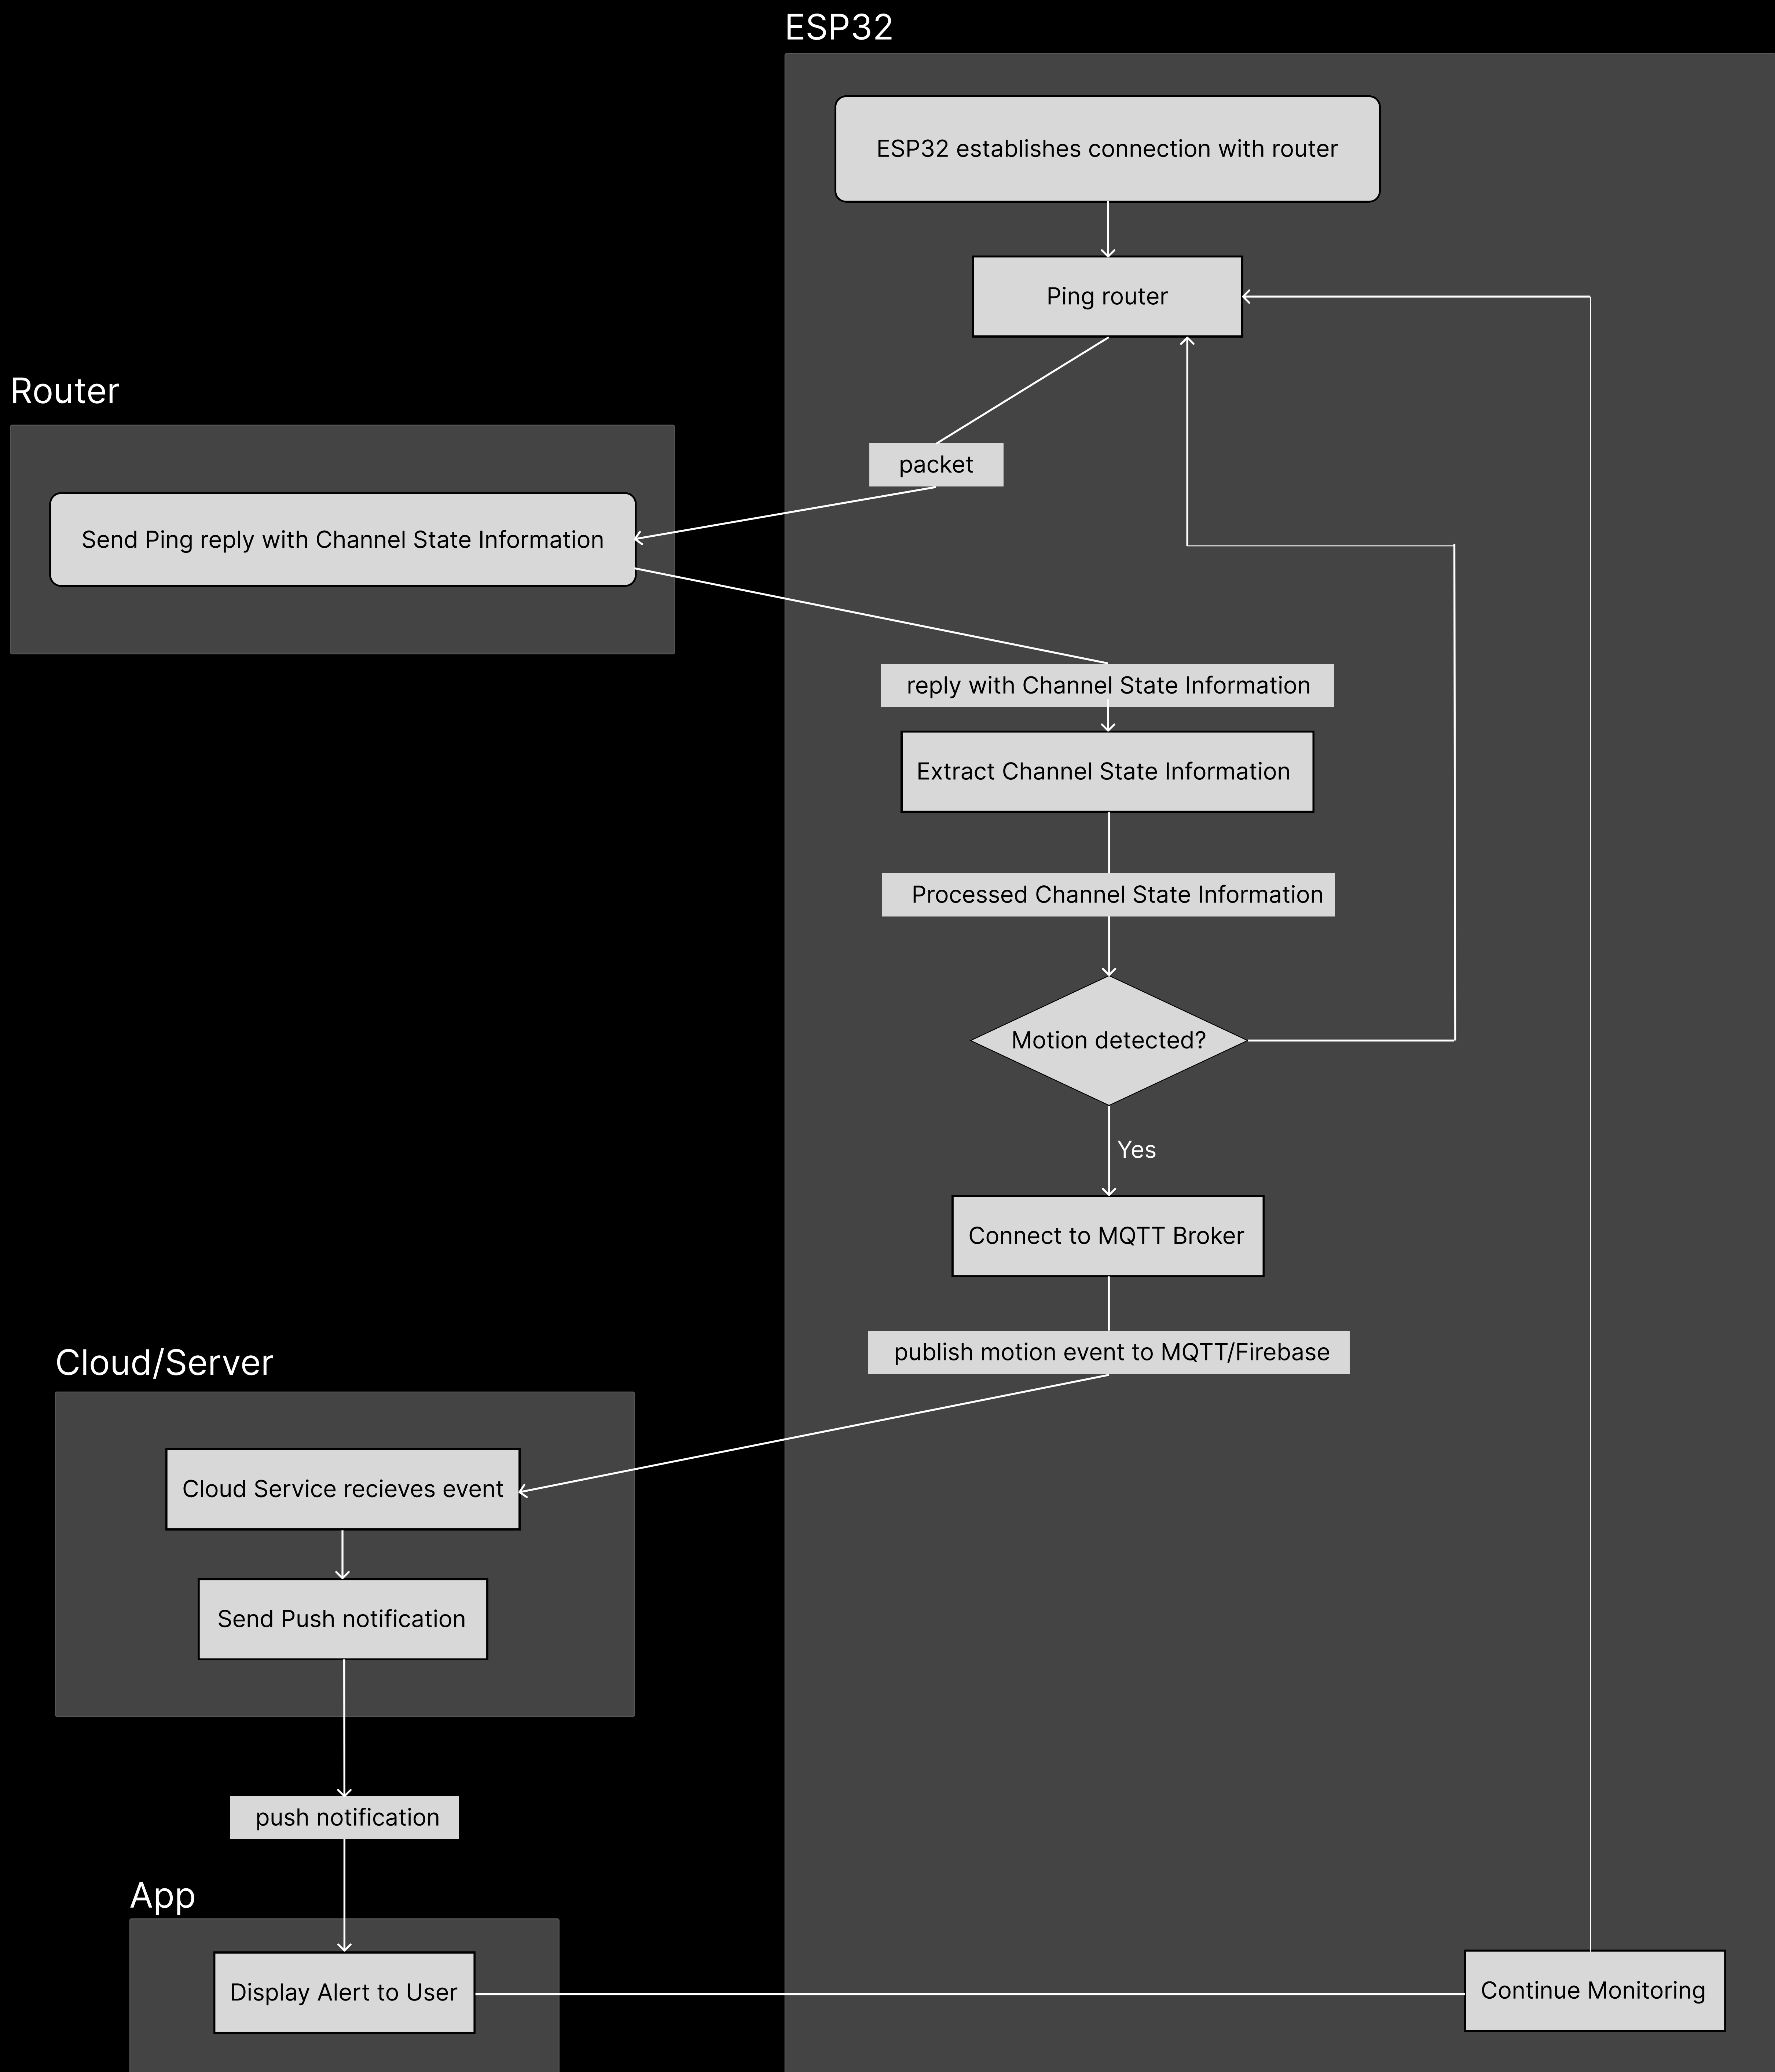 ESP32
ESP32 establishes connection with router
Ping router
Router
packet
Send Ping reply with Channel State Information
reply with Channel State Information
Extract Channel State Information
Processed Channel State Information
Motion detected?
Yes
Connect to MQTT Broker
publish motion event to MQTT/Firebase
Cloud/Server
Cloud Service recieves event
Send Push notification
push notification
App
Display Alert to User
Continue Monitoring